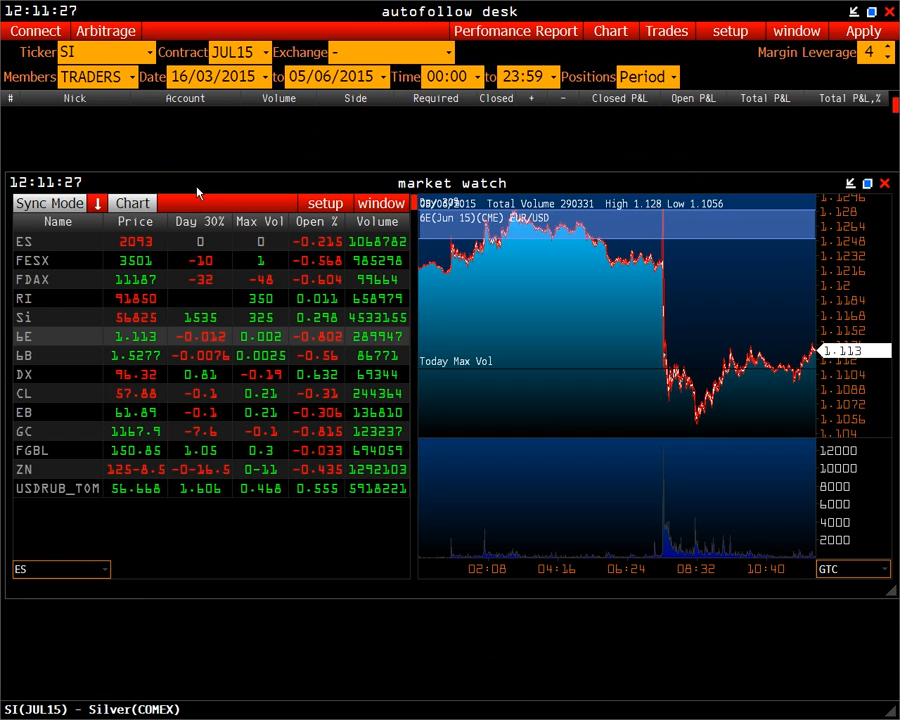 12:11:27 autofollow desk
Connect Arbitrage Perfomance Report Chart Trades setup window Apply
Ticker SI Contract JUL15 Exchange - Margin Leverage 4
Members TRADERS Date 16/03/2015 to 05/06/2015 Time 00:00 to 23:59 Positions Period
# Nick Account Volume Side Required Closed + - Closed P&L Open P&L Total P&L Total P&L,%
12:11:27 market watch
Sync Mode ↓ Chart setup window
Name Price Day 30% Max Vol Open % Volume
ES 2093 0 0 -0.215 1068782
FESX 3501 -10 1 -0.568 985298
FDAX 11187 -32 -48 -0.604 99664
RI 91850 350 0.011 658979
Si 56825 1535 325 0.298 4533155
6E 1.113 -0.012 0.002 -0.802 289947
6B 1.5277 -0.0076 0.0025 -0.56 86771
DX 96.32 0.81 -0.19 0.632 69344
CL 57.88 -0.1 0.21 -0.31 244364
EB 61.89 -0.1 0.21 -0.306 136810
GC 1167.9 -7.6 -0.1 -0.815 123237
FGBL 150.85 1.05 0.3 -0.033 694059
ZN 125-8.5 -0-16.5 0-11 -0.435 1292103
USDRUB_TOM 56.668 1.606 0.468 0.555 5918221
ES
05/06/2015 Total Volume 290331 High 1.128 Low 1.1056
6E(Jun 15)(CME) EUR/USD
Today Max Vol
1.1296
1.128
1.1264
1.1248
1.1232
1.1216
1.12
1.1184
1.1168
1.1152
1.113
1.1104
1.1088
1.1072
1.1056
1.104
12000
10000
8000
6000
4000
2000
02:08 04:16 06:24 08:32 10:40
GTC
SI(JUL15) - Silver(COMEX)